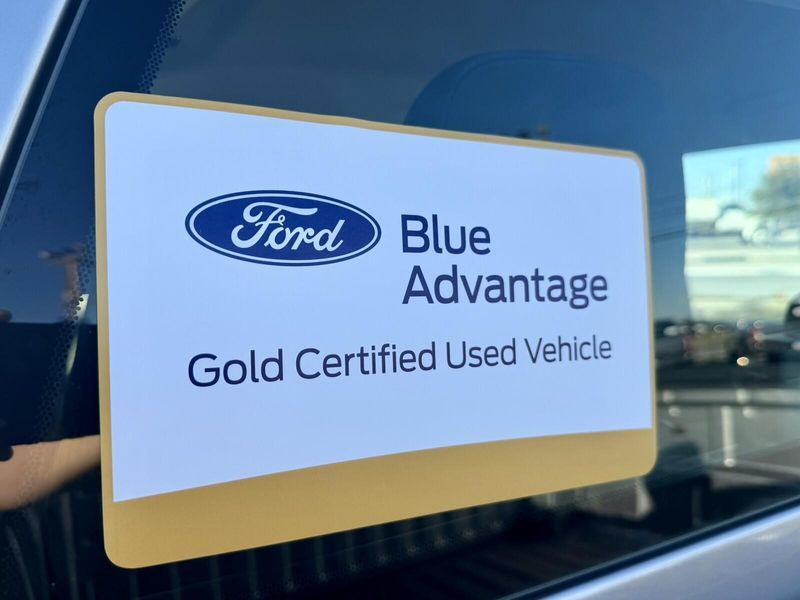 Ford
Blue
Advantage
Gold Certified Used Vehicle